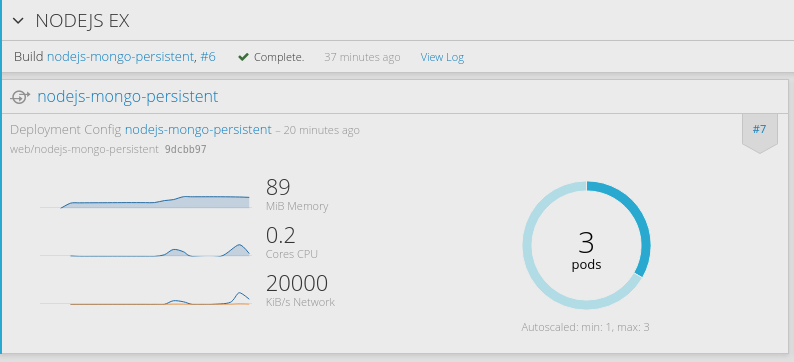 NODEJS EX
Build nodejs-mongo-persistent, #6 Complete. 37 minutes ago View Log
nodejs-mongo-persistent
Deployment Config nodejs-mongo-persistent – 20 minutes ago #7
web/nodejs-mongo-persistent 9dcbb97
89
MiB Memory
0.2
Cores CPU
20000
KiB/s Network
3
pods
Autoscaled: min: 1, max: 3